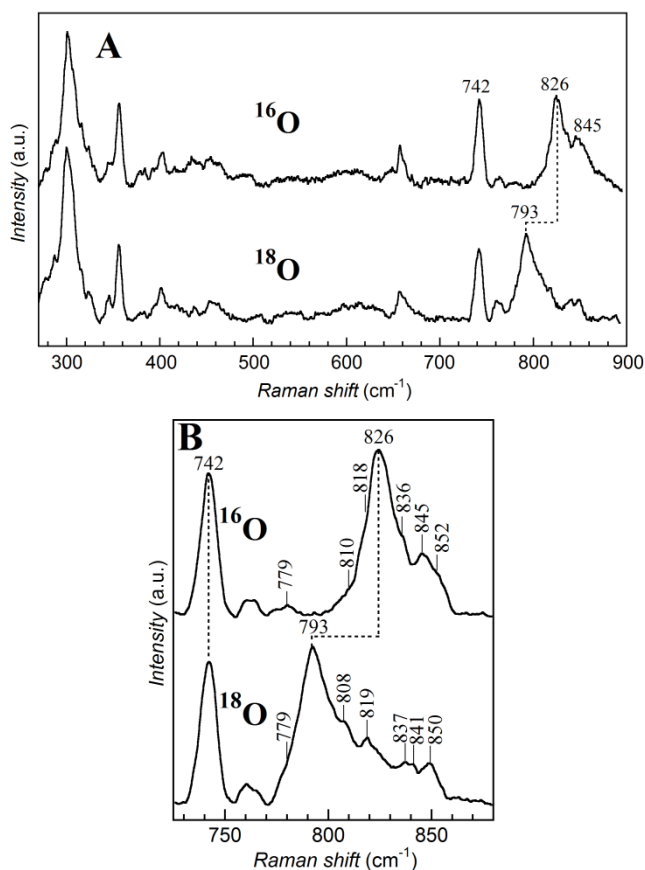 A
742
826
845
¹⁶O
793
¹⁸O
Intensity (a.u.)
300 400 500 600 700 800 900
Raman shift (cm⁻¹)
B
826
742
818
836
845
852
¹⁶O
810
779
793
¹⁸O
808
819
779
837
841
850
Intensity (a.u.)
750 800 850
Raman shift (cm⁻¹)